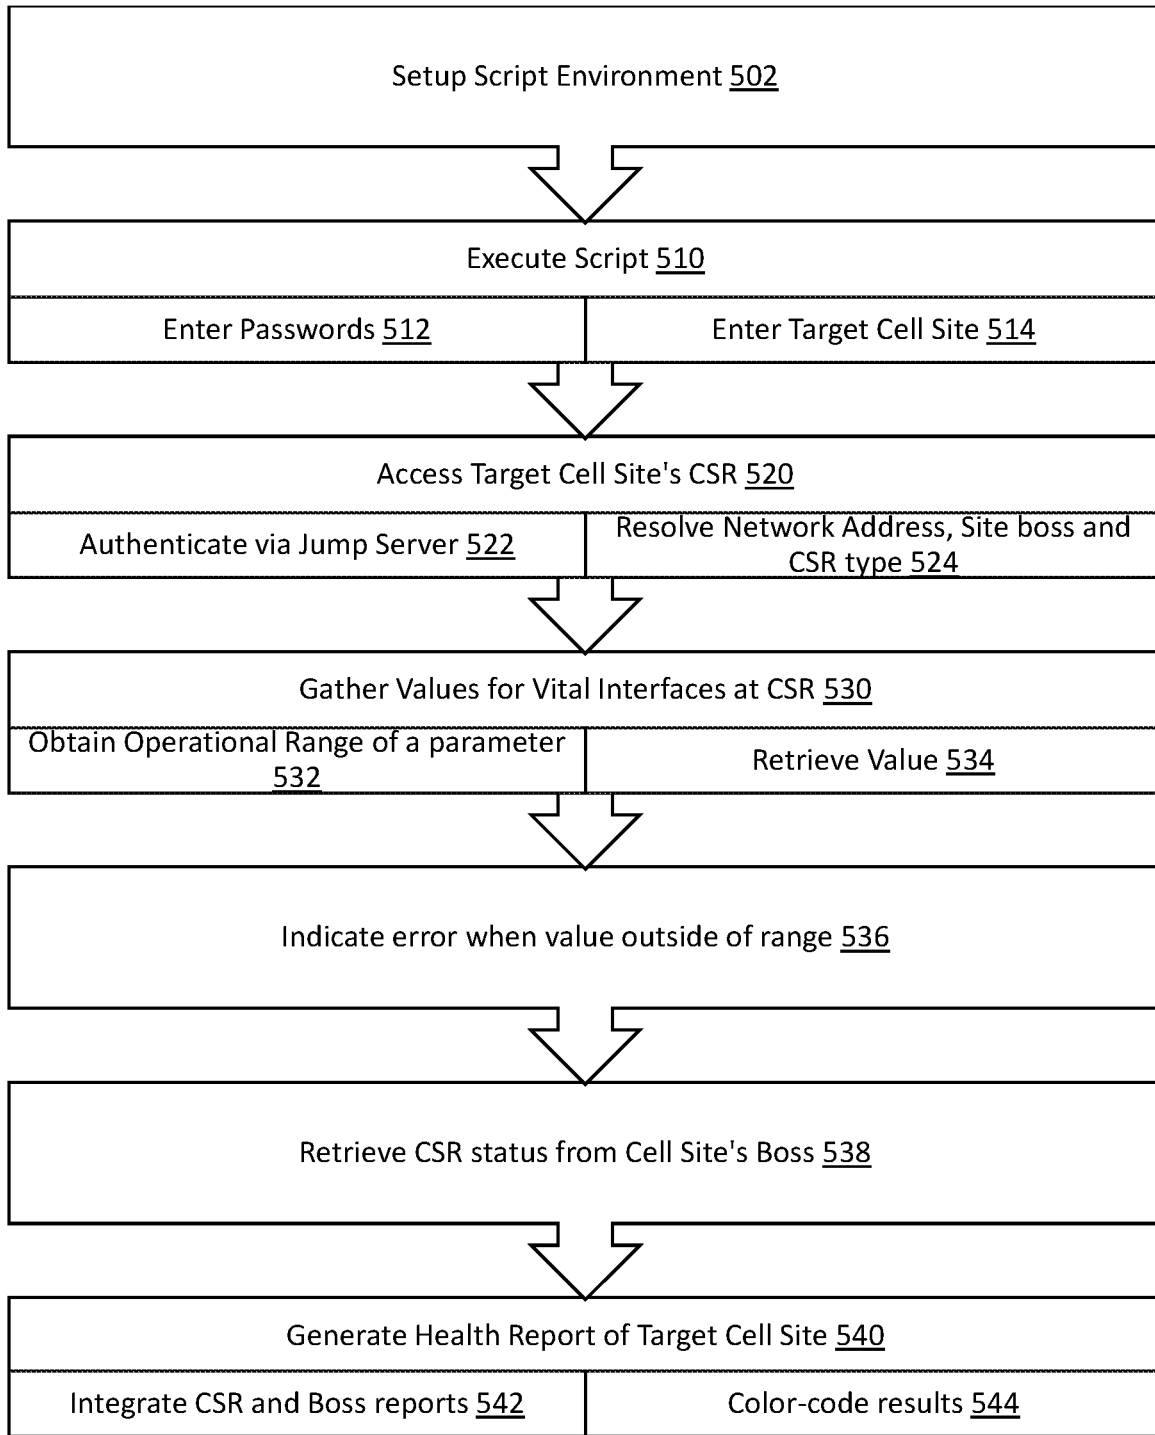 Setup Script Environment 502
Execute Script 510
Enter Passwords 512
Enter Target Cell Site 514
Access Target Cell Site's CSR 520
Authenticate via Jump Server 522
Resolve Network Address, Site boss and
CSR type 524
Gather Values for Vital Interfaces at CSR 530
Obtain Operational Range of a parameter
532
Retrieve Value 534
Indicate error when value outside of range 536
Retrieve CSR status from Cell Site's Boss 538
Generate Health Report of Target Cell Site 540
Integrate CSR and Boss reports 542
Color-code results 544